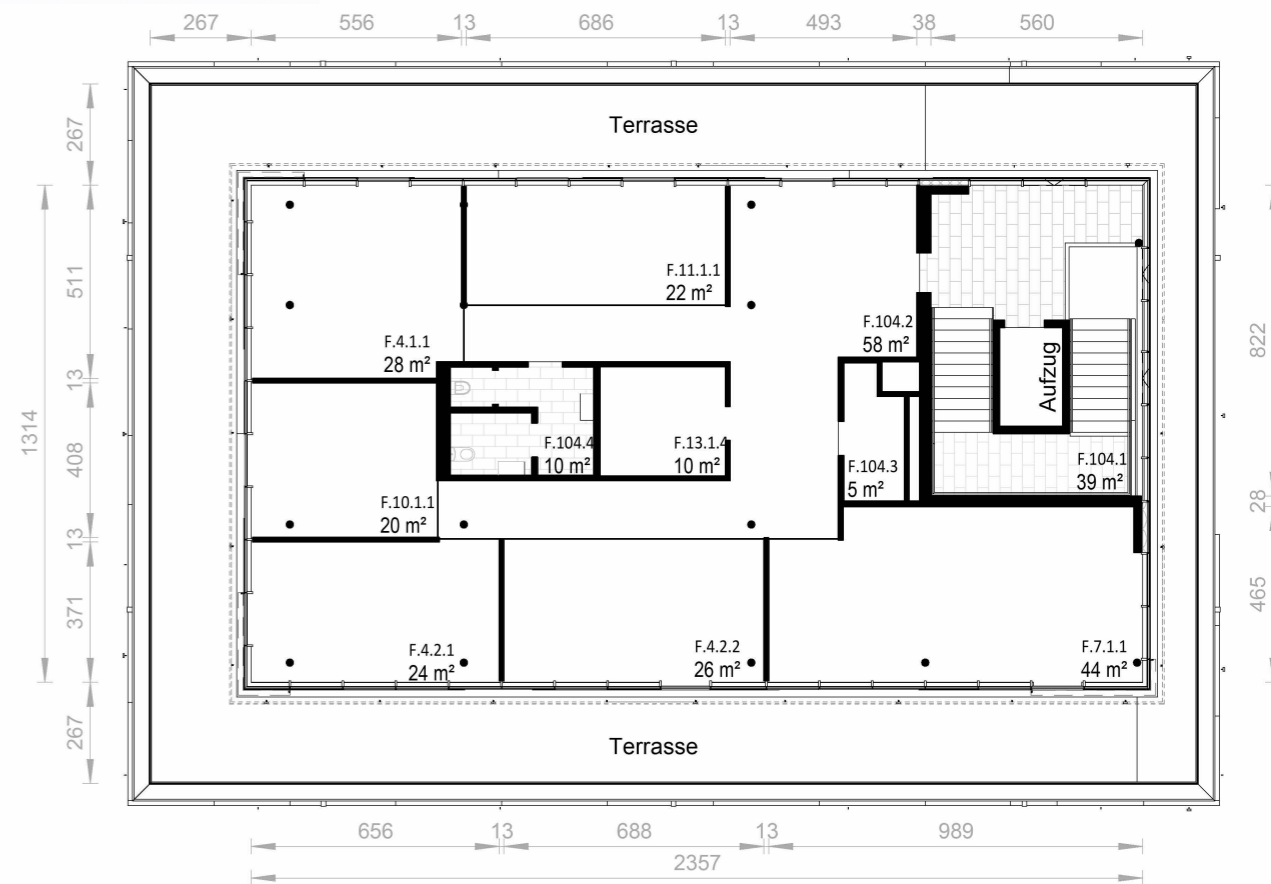 267 556 13 686 13 493 38 560
Terrasse
267
511
13
408
13
371
267
1314
822
28
465
F.11.1.1
22 m²
F.4.1.1
28 m²
F.104.2
58 m²
Aufzug
F.104.4
10 m²
F.13.1.4
10 m²
F.104.3
5 m²
F.104.1
39 m²
F.10.1.1
20 m²
F.4.2.1
24 m²
F.4.2.2
26 m²
F.7.1.1
44 m²
Terrasse
656 13 688 13 989
2357